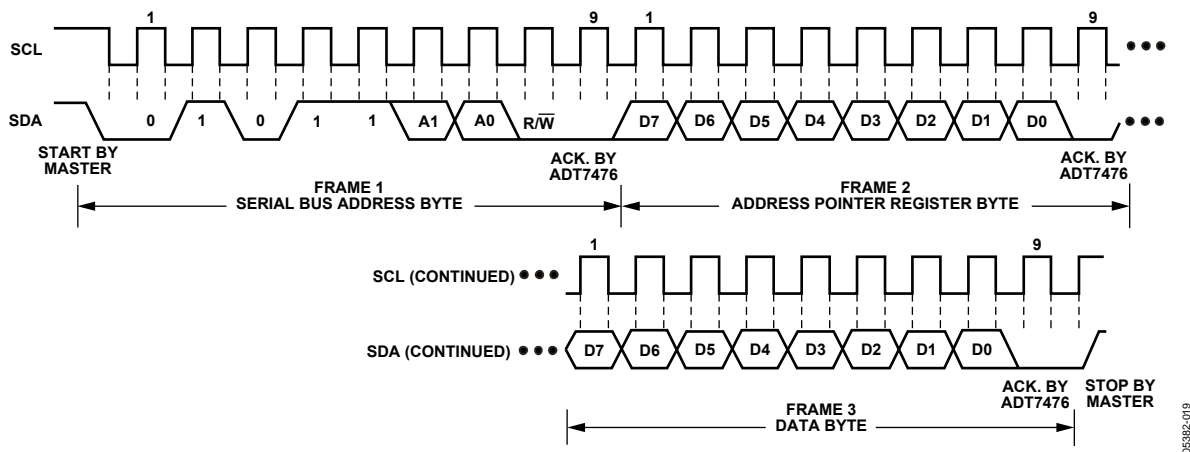 1 9 1 9
SCL
SDA 0 1 0 1 1 A1 A0 R/W̅ D7 D6 D5 D4 D3 D2 D1 D0
START BY
MASTER
ACK. BY
ADT7476
ACK. BY
ADT7476
FRAME 1
SERIAL BUS ADDRESS BYTE
FRAME 2
ADDRESS POINTER REGISTER BYTE
1 9
SCL (CONTINUED)
SDA (CONTINUED) D7 D6 D5 D4 D3 D2 D1 D0
ACK. BY
ADT7476
STOP BY
MASTER
FRAME 3
DATA BYTE
05382-019